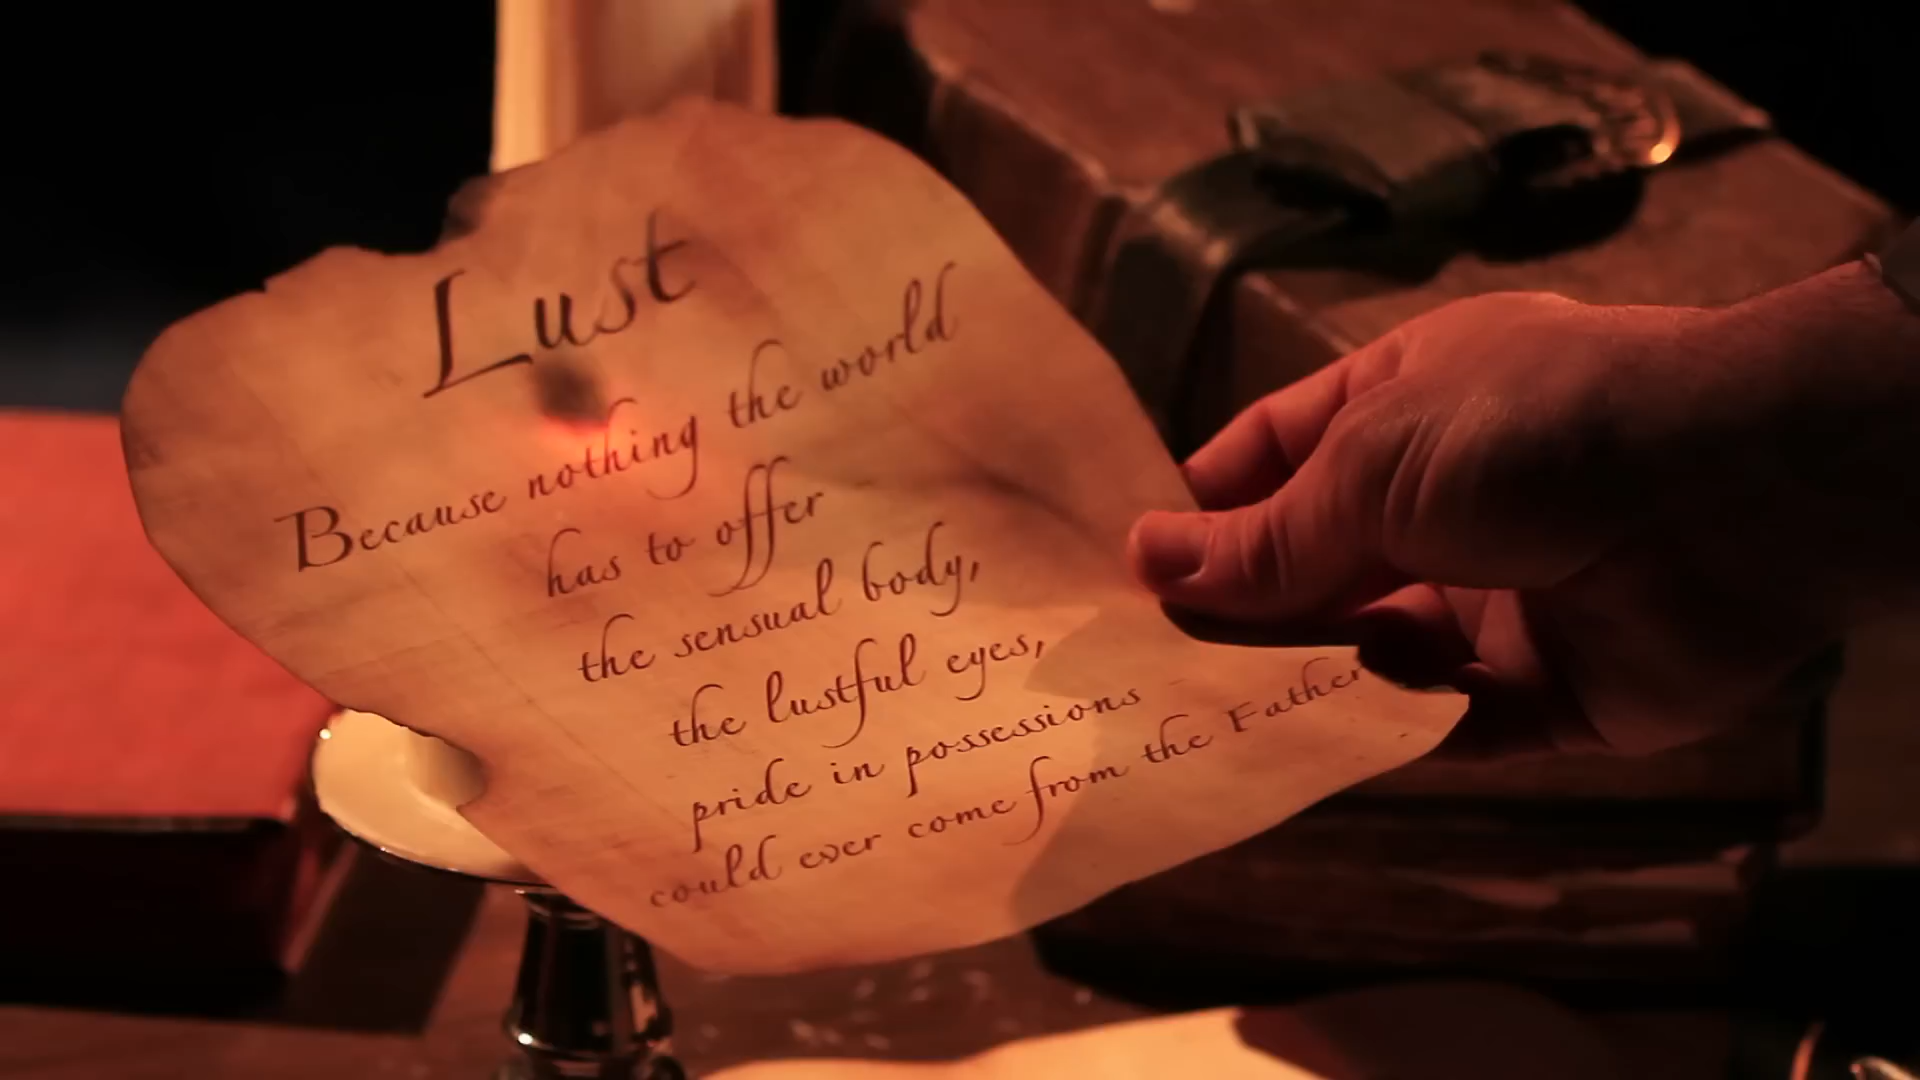 Lust
Because nothing the world
has to offer
the sensual body,
the lustful eyes,
pride in possessions
could ever come from the Father